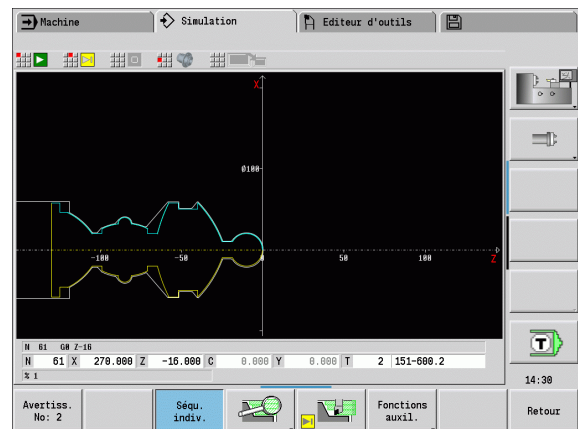 Machine
Simulation
Editeur d'outils
X
Ø100
-100
-50
0
50
100
Z
N 61 G0 Z-16
N 61 X 270.000 Z -16.000 C 0.000 Y 0.000 T 2 151-600.2
% 1
T
14:30
Avertiss.
No: 2
Séqu.
indiv.
Fonctions
auxil.
Retour